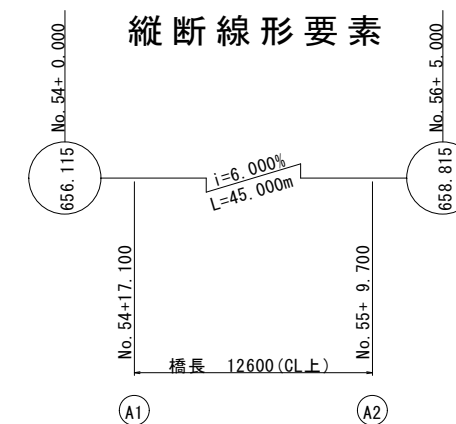 縦断線形要素
No.54+ 0.000
No.56+ 5.000
656.115
i=6.000%
L=45.000m
658.815
No.54+17.100
No.55+ 9.700
橋長 12600(CL上)
A1
A2